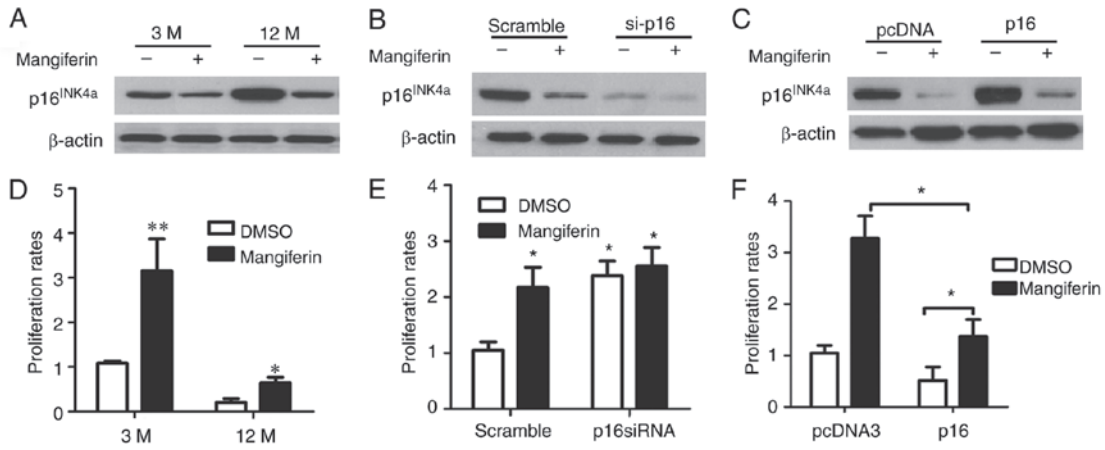 A
3 M 12 M
Mangiferin − + − +
p16INK4a
β-actin
B
Scramble si-p16
Mangiferin − + − +
p16INK4a
β-actin
C
pcDNA p16
Mangiferin − + − +
p16INK4a
β-actin
D
Proliferation rates
5
4
3
2
1
0
** *
DMSO
Mangiferin
3 M 12 M
E
Proliferation rates
4
3
2
1
0
DMSO
Mangiferin
* * *
Scramble p16siRNA
F
Proliferation rates
4
3
2
1
0
*
*
DMSO
Mangiferin
pcDNA3 p16